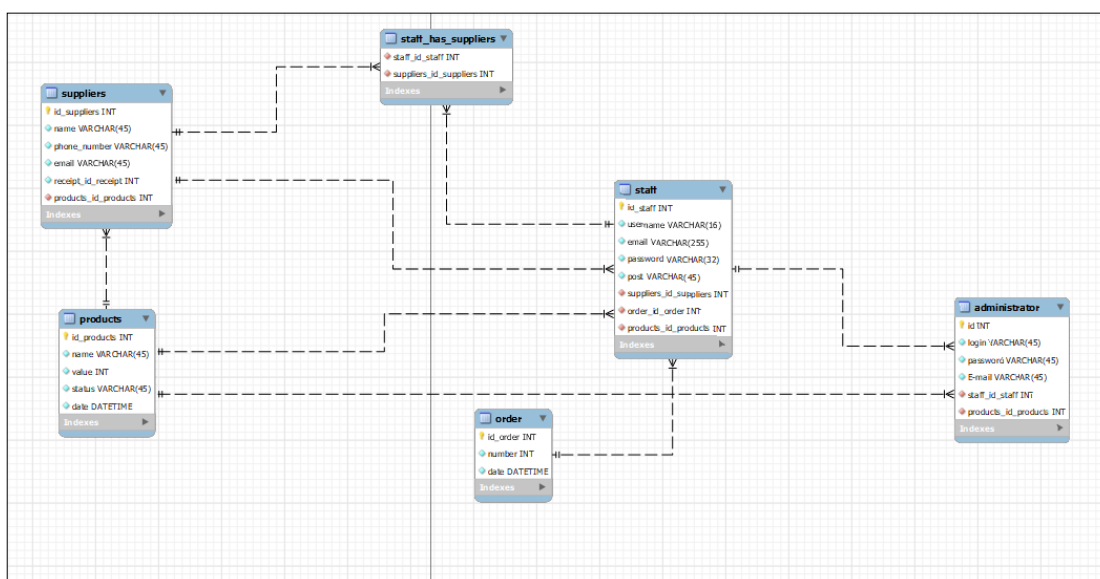 staff_has_suppliers
staff_id_staff INT
suppliers_id_suppliers INT
Indexes
suppliers
id_suppliers INT
name VARCHAR(45)
phone_number VARCHAR(45)
email VARCHAR(45)
receipt_id_receipt INT
products_id_products INT
Indexes
staff
id_staff INT
username VARCHAR(16)
email VARCHAR(255)
password VARCHAR(32)
post VARCHAR(45)
suppliers_id_suppliers INT
order_id_order INT
products_id_products INT
Indexes
products
id_products INT
name VARCHAR(45)
value INT
status VARCHAR(45)
date DATETIME
Indexes
administrator
id INT
login VARCHAR(45)
password VARCHAR(45)
E-mail VARCHAR(45)
staff_id_staff INT
products_id_products INT
Indexes
order
id_order INT
number INT
date DATETIME
Indexes